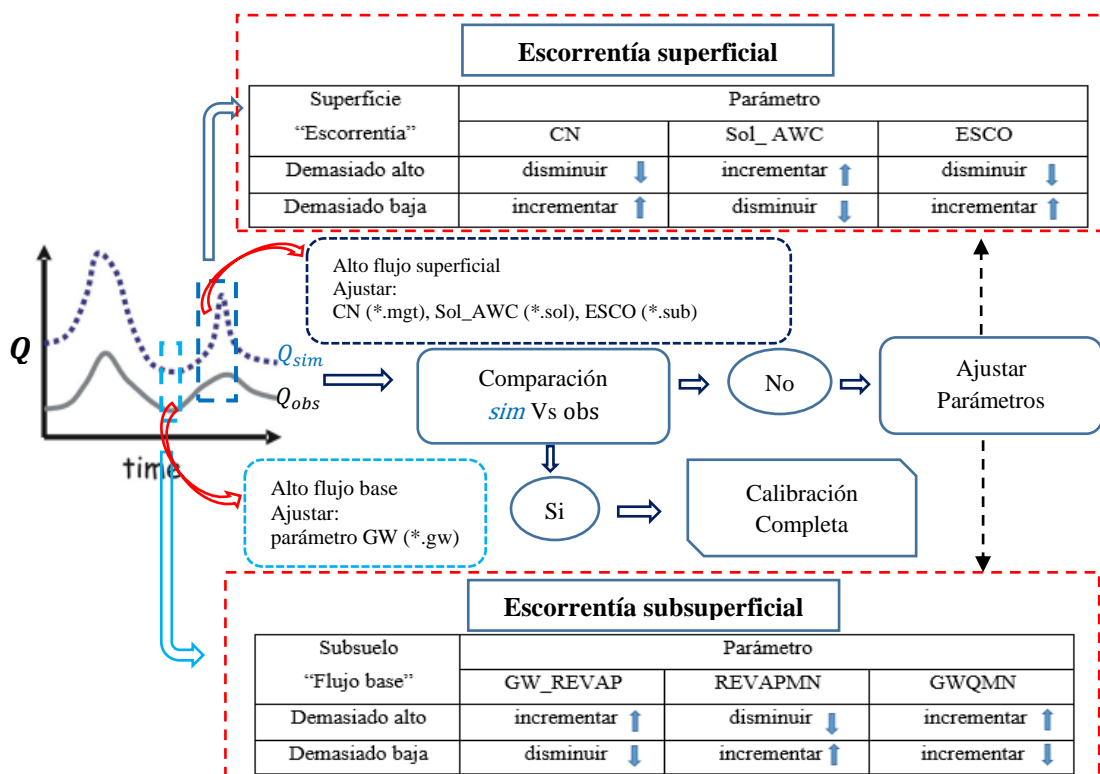 Escorrentía superficial
Superficie
“Escorrentía”
Parámetro
CN
Sol_ AWC
ESCO
Demasiado alto
disminuir
incrementar
disminuir
Demasiado baja
incrementar
disminuir
incrementar
Alto flujo superficial
Ajustar:
CN (*.mgt), Sol_AWC (*.sol), ESCO (*.sub)
Q
Qsim
Qobs
time
Comparación
sim Vs obs
No
Ajustar
Parámetros
Alto flujo base
Ajustar:
parámetro GW (*.gw)
Si
Calibración
Completa
Escorrentía subsuperficial
Subsuelo
“Flujo base”
Parámetro
GW_REVAP
REVAPMN
GWQMN
Demasiado alto
incrementar
disminuir
incrementar
Demasiado baja
disminuir
incrementar
incrementar